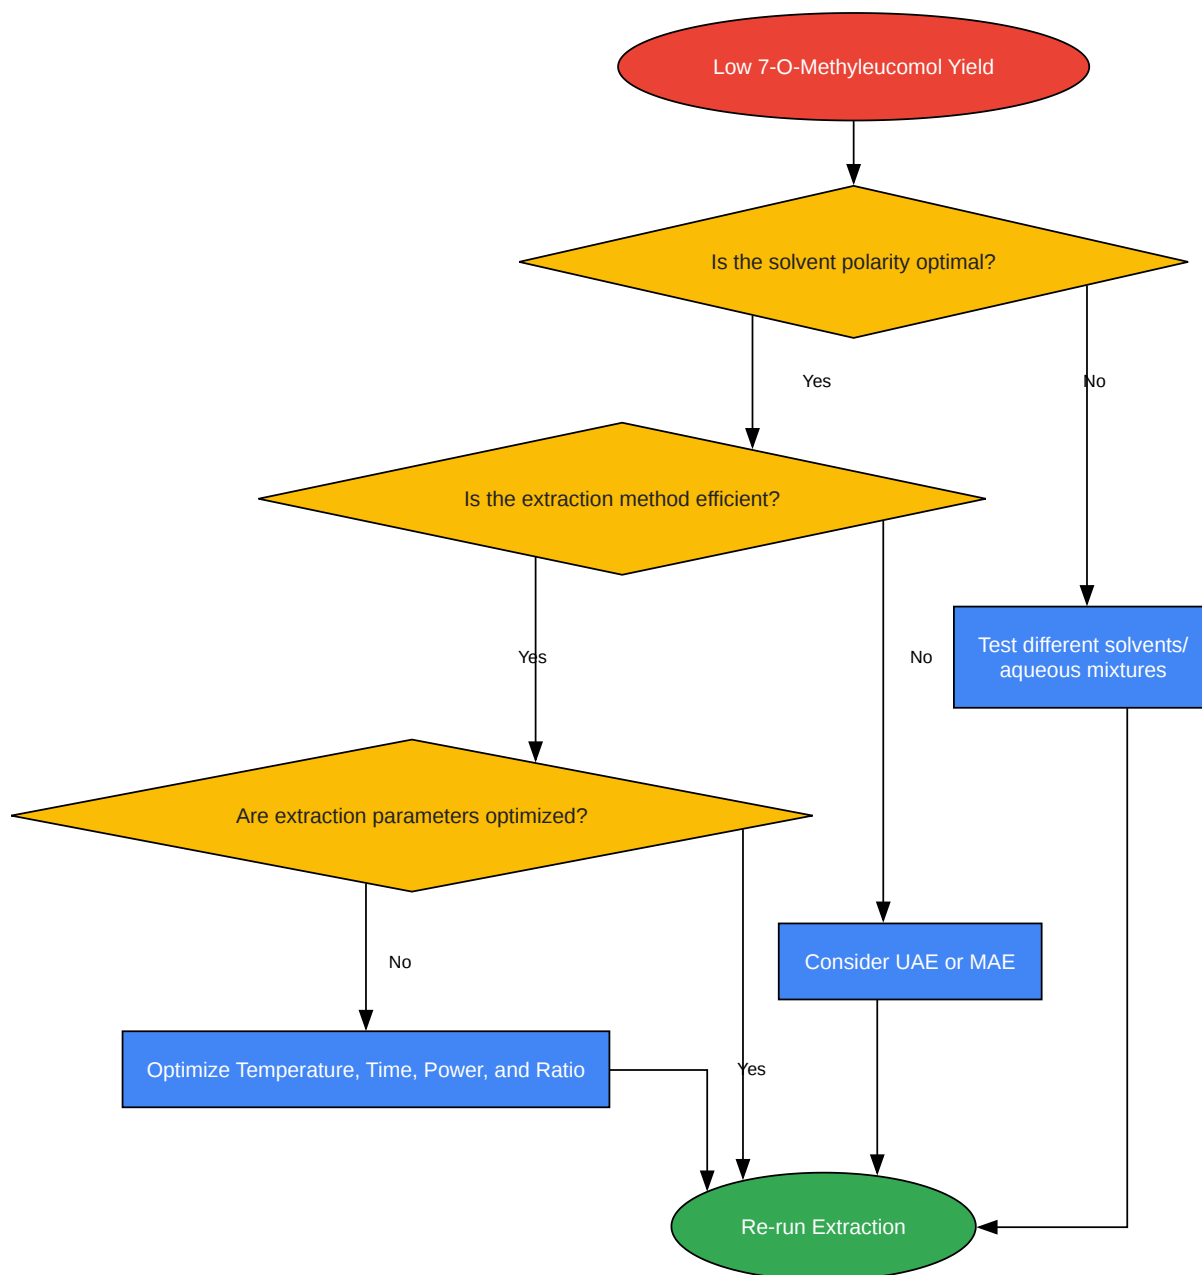 Low 7-O-Methyleucomol Yield
Is the solvent polarity optimal?
Yes
No
Is the extraction method efficient?
Test different solvents/
aqueous mixtures
Yes
No
Are extraction parameters optimized?
No
Consider UAE or MAE
Optimize Temperature, Time, Power, and Ratio
Yes
Re-run Extraction